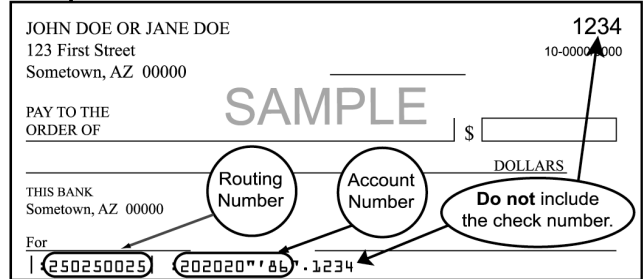 JOHN DOE OR JANE DOE
1234
123 First Street
10-0000/0000
Sometown, AZ 00000
SAMPLE
PAY TO THE
ORDER OF
$
DOLLARS
Routing
Number
Account
Number
Do not include
the check number.
THIS BANK
Sometown, AZ 00000
For
|:250250025| :202020"'86".1234